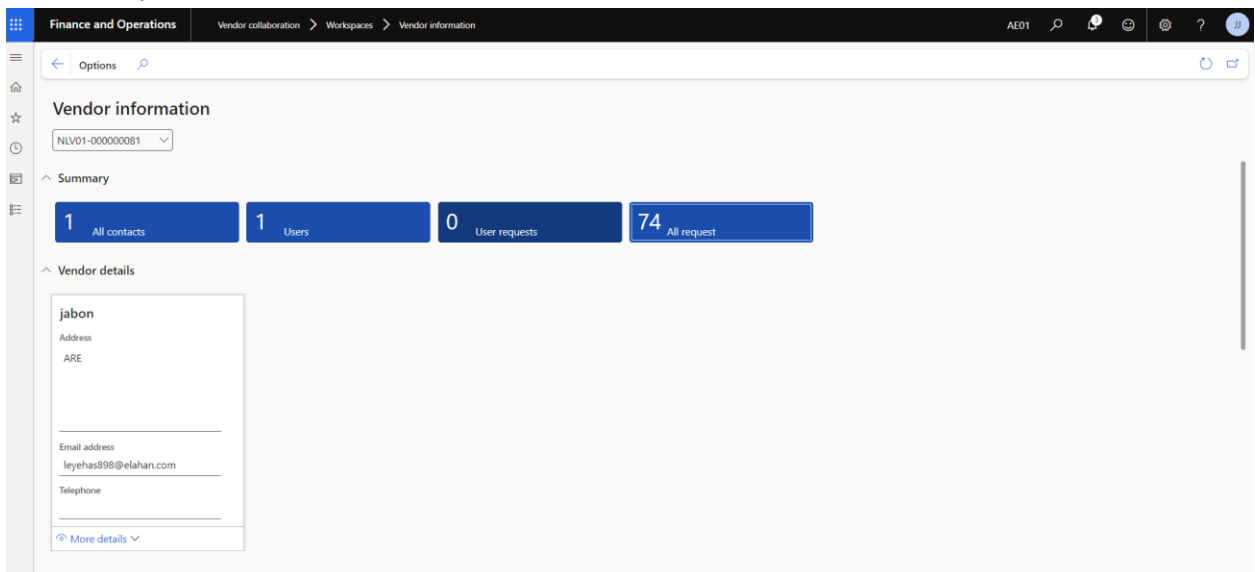 Finance and Operations
Vendor collaboration > Workspaces > Vendor information
AE01
3
?
JJ
Options
Vendor information
NLV01-000000081
Summary
1 All contacts
1 Users
0 User requests
74 All request
Vendor details
jabon
Address
ARE
Email address
leyehas898@elahan.com
Telephone
More details